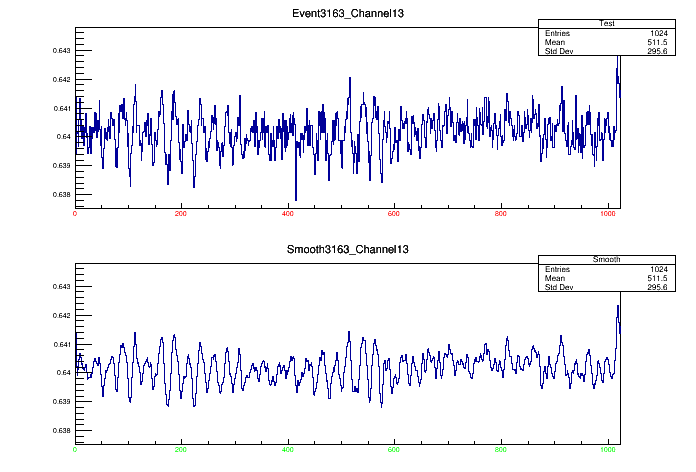 Event3163_Channel13
Test
Entries 1024
Mean 511.5
Std Dev 295.6
0.643
0.642
0.641
0.64
0.639
0.638
0 200 400 600 800 1000
Smooth3163_Channel13
Smooth
Entries 1024
Mean 511.5
Std Dev 295.6
0.643
0.642
0.641
0.64
0.639
0.638
0 200 400 600 800 1000